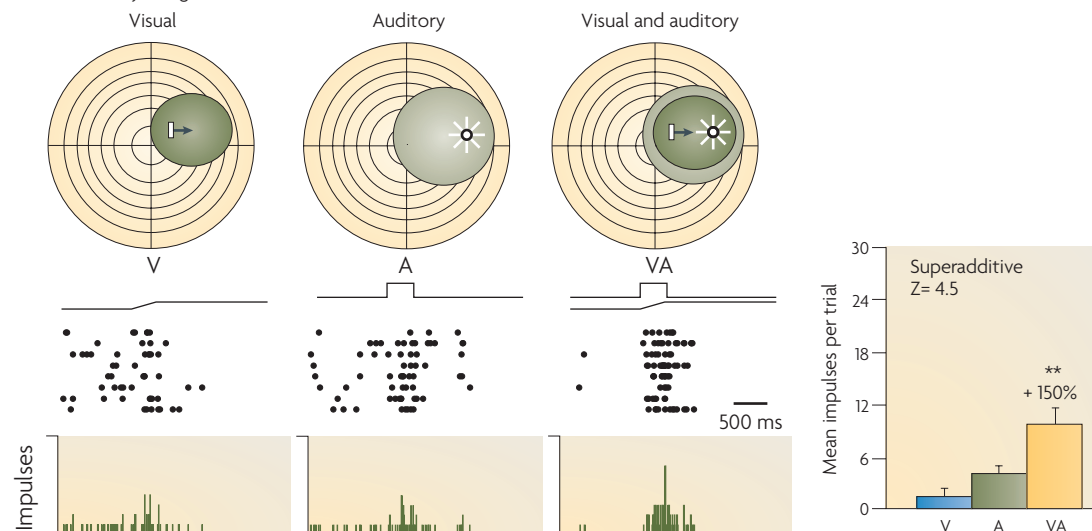 Visual
Auditory
Visual and auditory
V
A
VA
500 ms
Impulses
Mean impulses per trial
30
24
18
12
6
0
Superadditive
Z= 4.5
**
+ 150%
V
A
VA